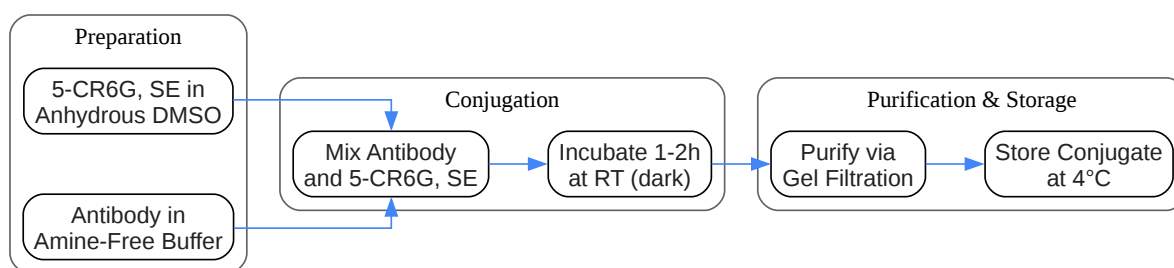 Preparation
5-CR6G, SE in
Anhydrous DMSO
Antibody in
Amine-Free Buffer
Conjugation
Mix Antibody
and 5-CR6G, SE
Incubate 1-2h
at RT (dark)
Purification & Storage
Purify via
Gel Filtration
Store Conjugate
at 4°C